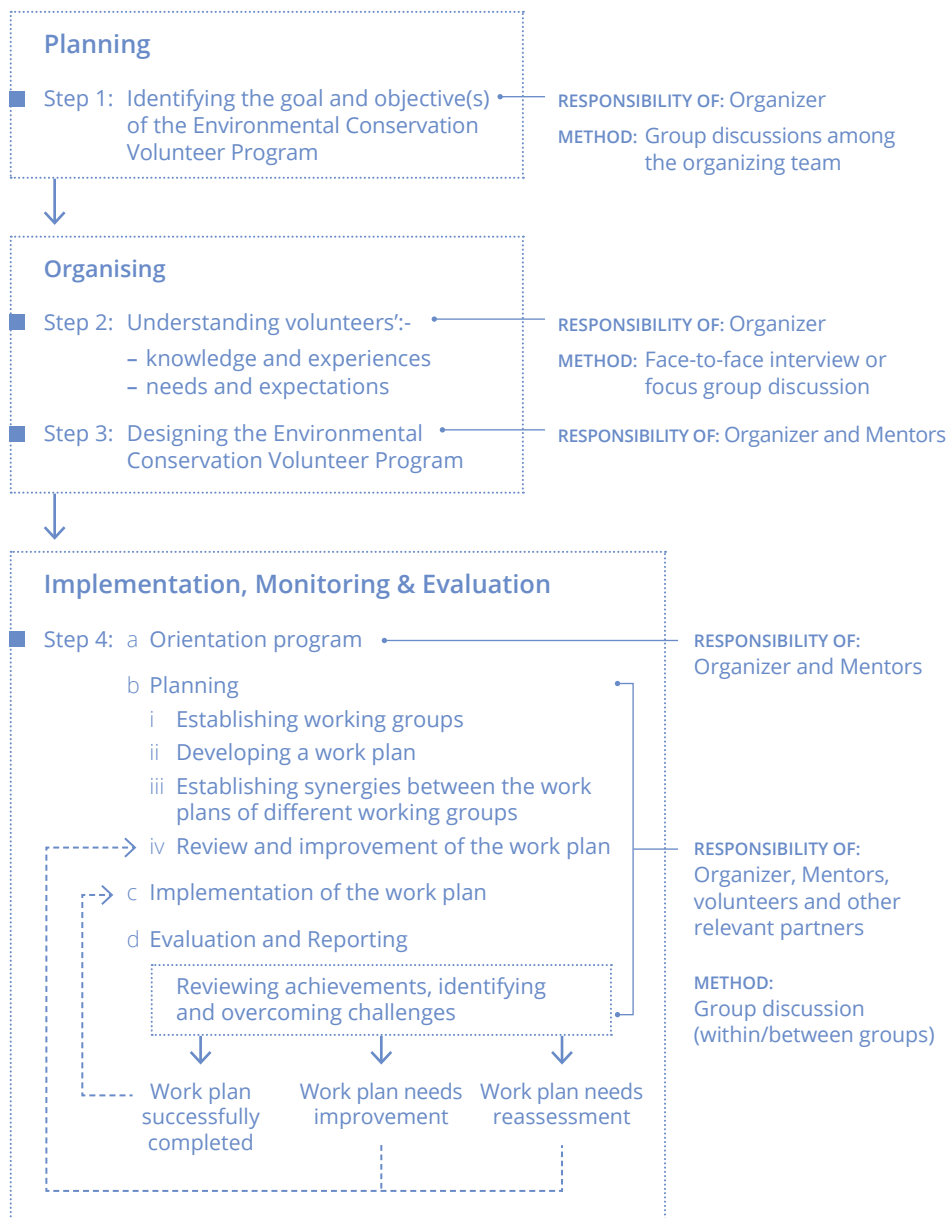 Planning
Step 1: Identifying the goal and objective(s)
of the Environmental Conservation
Volunteer Program
RESPONSIBILITY OF: Organizer
METHOD: Group discussions among
the organizing team
Organising
Step 2: Understanding volunteers':-
– knowledge and experiences
– needs and expectations
RESPONSIBILITY OF: Organizer
METHOD: Face-to-face interview or
focus group discussion
Step 3: Designing the Environmental
Conservation Volunteer Program
RESPONSIBILITY OF: Organizer and Mentors
Implementation, Monitoring & Evaluation
Step 4: a Orientation program
RESPONSIBILITY OF:
Organizer and Mentors
b Planning
i Establishing working groups
ii Developing a work plan
iii Establishing synergies between the work
plans of different working groups
iv Review and improvement of the work plan
c Implementation of the work plan
d Evaluation and Reporting
Reviewing achievements, identifying
and overcoming challenges
RESPONSIBILITY OF:
Organizer, Mentors,
volunteers and other
relevant partners
METHOD:
Group discussion
(within/between groups)
Work plan
successfully
completed
Work plan needs
improvement
Work plan needs
reassessment